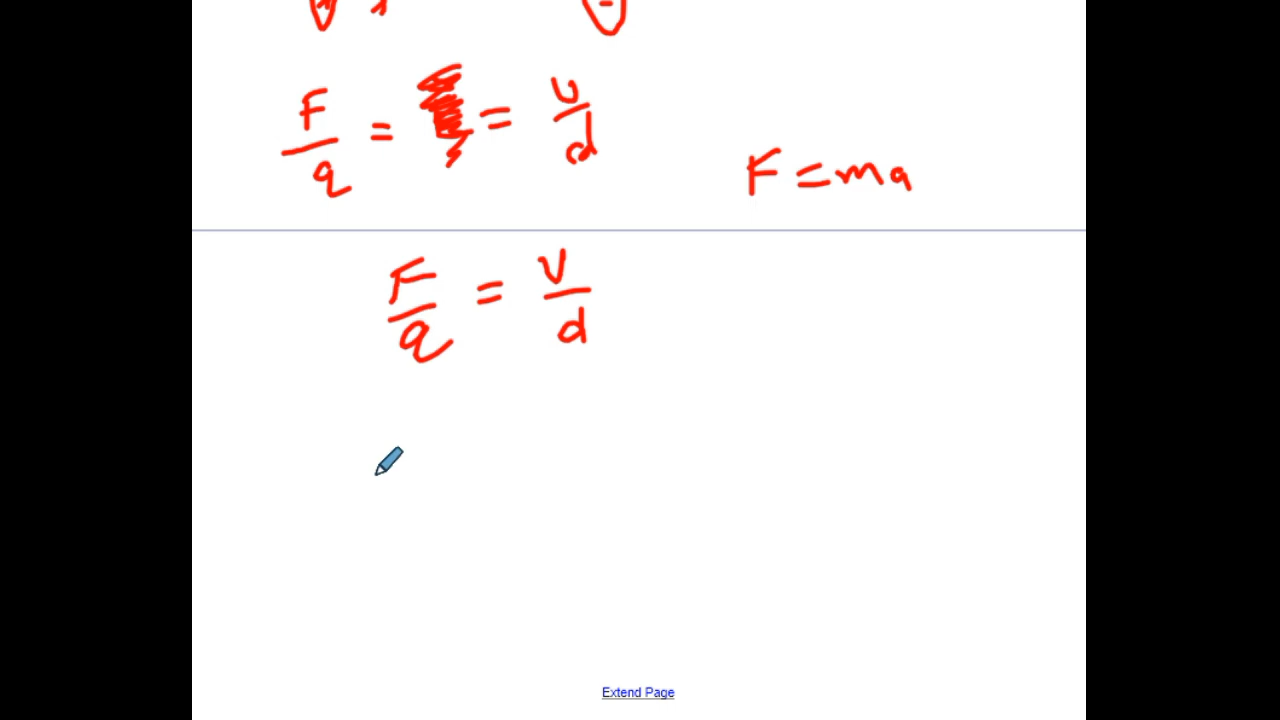 F/q = = V/d
F = ma
F/q = V/d
Extend Page